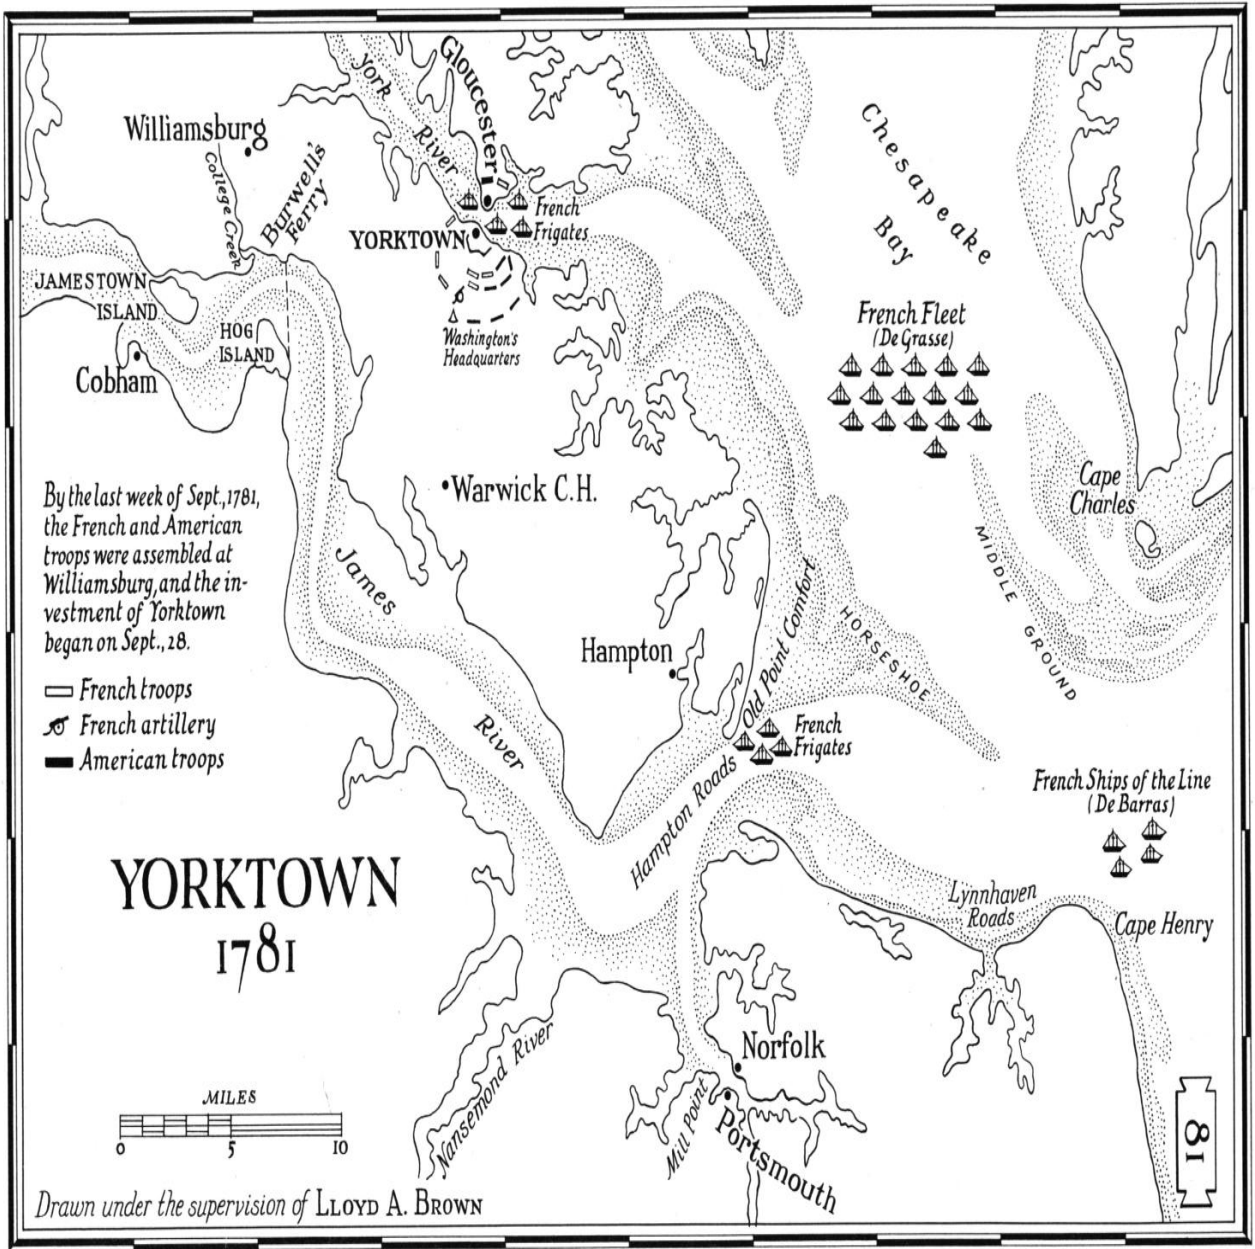 York
River
Gloucester
Williamsburg
College Creek
Burwell's
Ferry
YORKTOWN
French
Frigates
Chesapeake
Bay
JAMESTOWN
ISLAND
HOG
ISLAND
Cobham
Washington's
Headquarters
French Fleet
(De Grasse)
Cape
Charles
Warwick C.H.
MIDDLE GROUND
By the last week of Sept., 1781,
the French and American
troops were assembled at
Williamsburg, and the in-
vestment of Yorktown
began on Sept., 28.
French troops
French artillery
American troops
James
River
Hampton
Old Point Comfort
HORSESHOE
French
Frigates
Hampton Roads
French Ships of the Line
(De Barras)
Lynnhaven
Roads
Cape Henry
YORKTOWN
1781
Nansemond River
Norfolk
Mill Point
Portsmouth
MILES
0 5 10
81
Drawn under the supervision of LLOYD A. BROWN